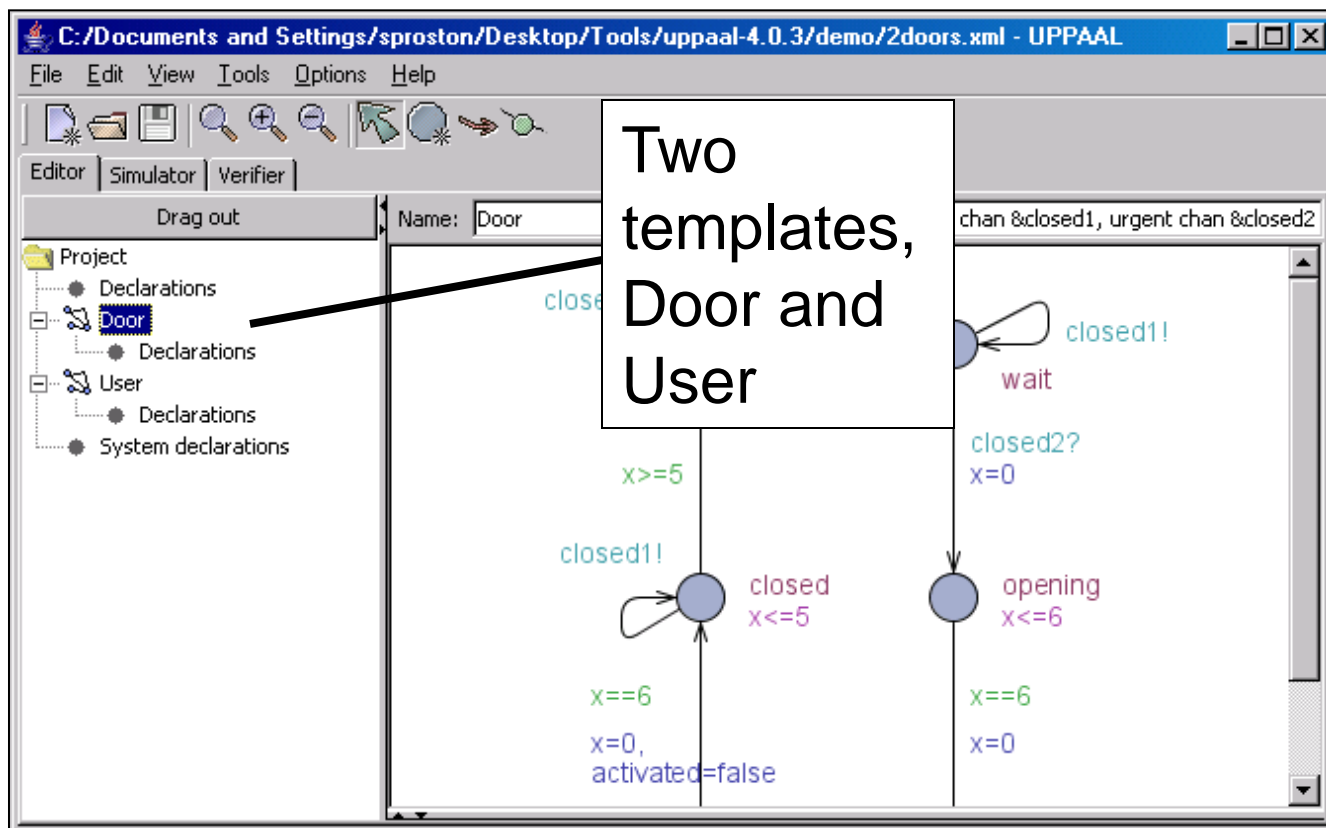 C:/Documents and Settings/sproston/Desktop/Tools/uppaal-4.0.3/demo/2doors.xml - UPPAAL
File Edit View Tools Options Help
Editor Simulator Verifier
Drag out
Name: Door
chan &closed1, urgent chan &closed2
Project
Declarations
Door
Declarations
User
Declarations
System declarations
Two
templates,
Door and
User
closed1!
wait
closed2?
x=0
x>=5
closed1!
closed
x<=5
opening
x<=6
x==6
x=0,
activated=false
x==6
x=0